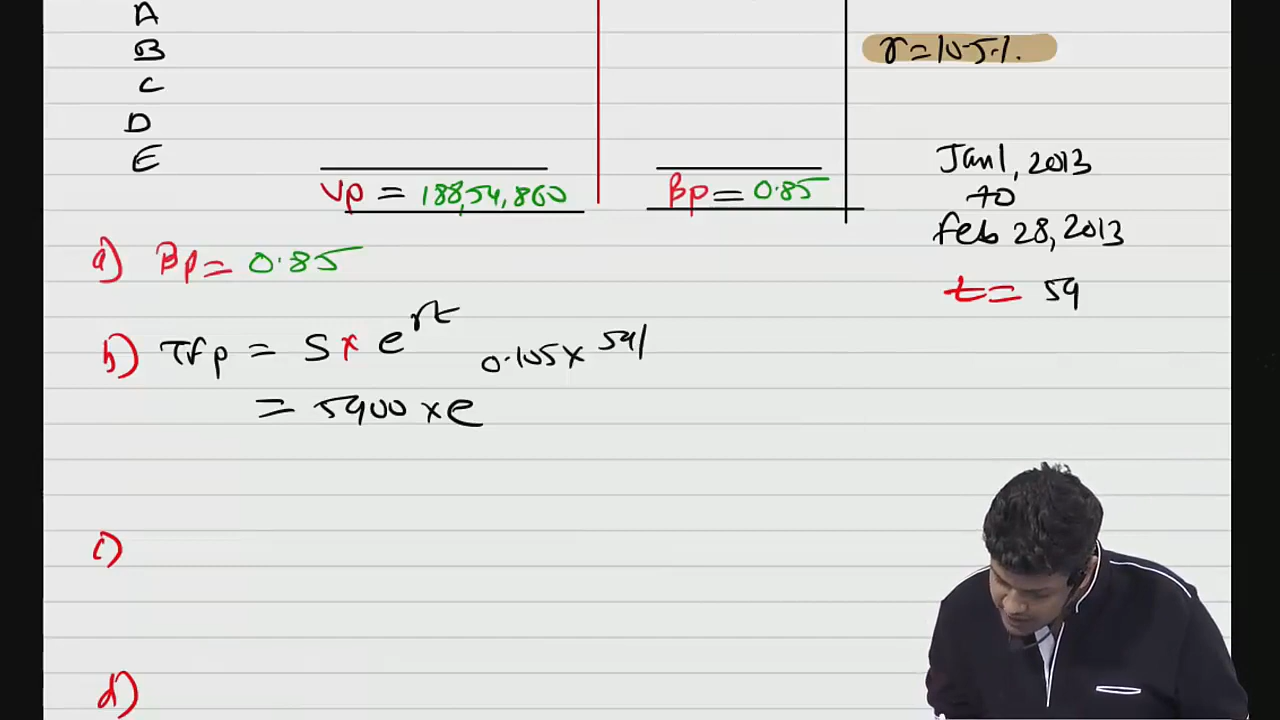 A
B
C
D
E
r=10.5%.
Jan 1, 2013
to
Feb 28, 2013
t = 59
Vp = 188,54,860
βp = 0.85
a) βp = 0.85
b) TFp = S x e^rt
= 5900 x e^0.105 x 59/
c)
d)